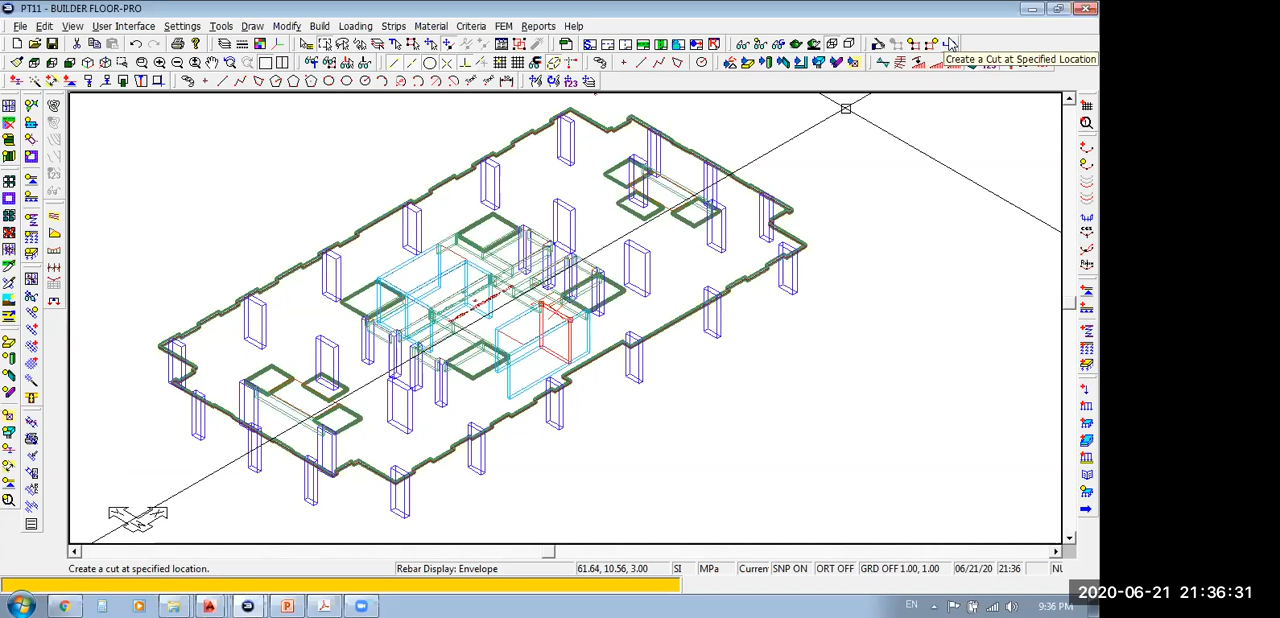 PT11 - BUILDER FLOOR-PRO
File Edit View User Interface Settings Tools Draw Modify Build Loading Strips Material Criteria FEM Reports Help
Create a Cut at Specified Location
Create a cut at specified location.
Rebar Display: Envelope
61.64, 10.56, 3.00
SI
MPa
Curren
SNP ON
ORT OFF
GRD OFF 1.00, 1.00
06/21/20
21:36
NU
EN
9:36 PM
2020-06-21 21:36:31